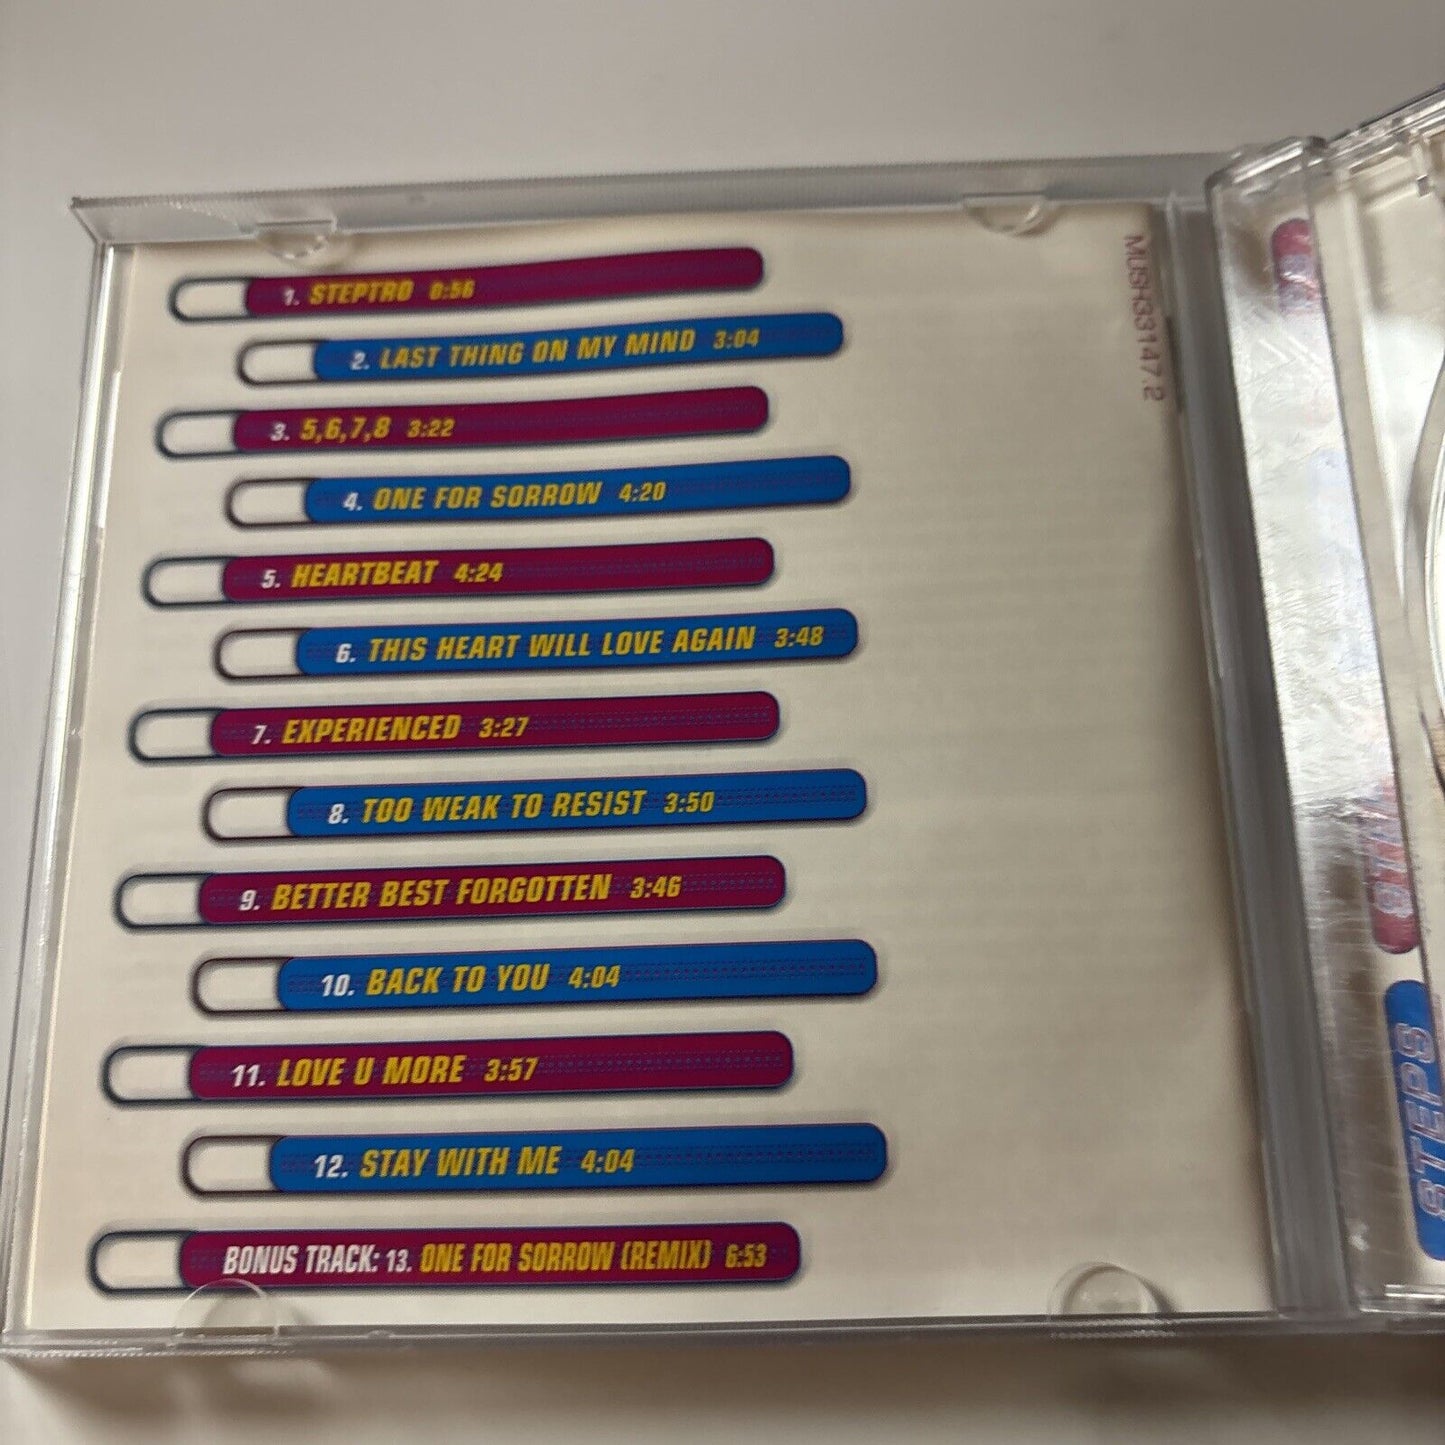 1. STEPTRO 0:56
2. LAST THING ON MY MIND 3:04
3. 5,6,7,8 3:22
4. ONE FOR SORROW 4:20
5. HEARTBEAT 4:24
6. THIS HEART WILL LOVE AGAIN 3:48
7. EXPERIENCED 3:27
8. TOO WEAK TO RESIST 3:50
9. BETTER BEST FORGOTTEN 3:46
10. BACK TO YOU 4:04
11. LOVE U MORE 3:57
12. STAY WITH ME 4:04
BONUS TRACK: 13. ONE FOR SORROW (REMIX) 6:53
MUSH33147.2
STEPS